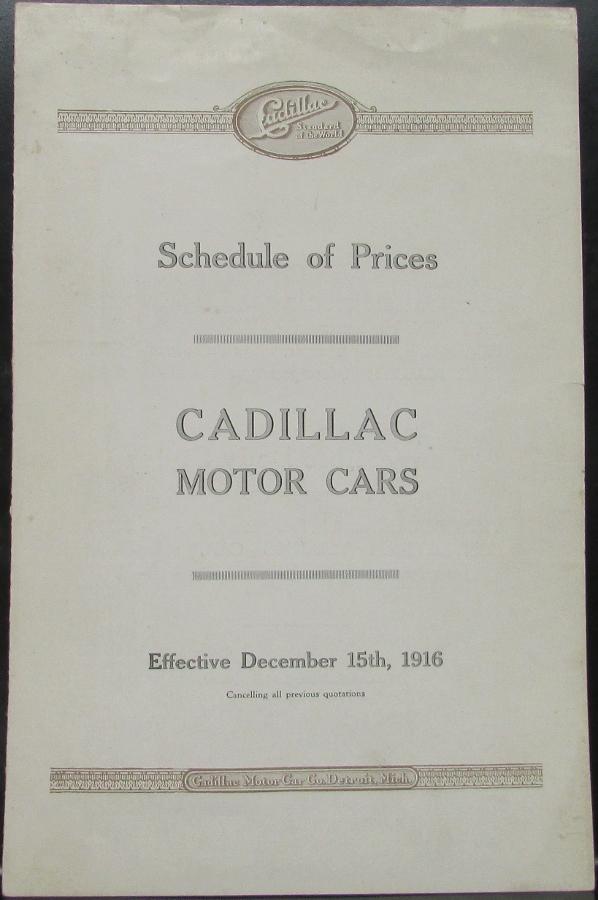 Cadillac
Standard
of the World
Schedule of Prices
CADILLAC
MOTOR CARS
Effective December 15th, 1916
Cancelling all previous quotations
Cadillac Motor Car Co. Detroit, Mich.